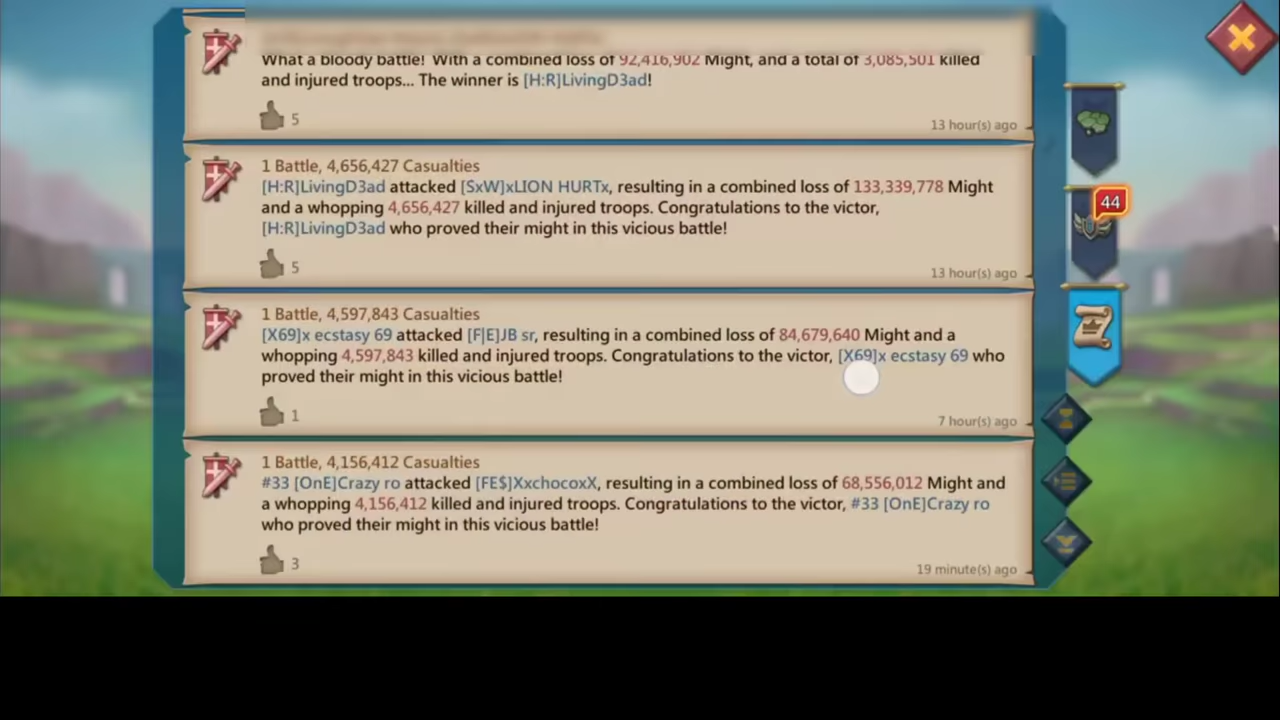 What a bloody battle! With a combined loss of 92,416,902 Might, and a total of 3,085,501 killed
and injured troops... The winner is [H:R]LivingD3ad!
5
13 hour(s) ago
1 Battle, 4,656,427 Casualties
[H:R]LivingD3ad attacked [SxW]xLION HURTx, resulting in a combined loss of 133,339,778 Might
and a whopping 4,656,427 killed and injured troops. Congratulations to the victor,
[H:R]LivingD3ad who proved their might in this vicious battle!
5
13 hour(s) ago
44
1 Battle, 4,597,843 Casualties
[X69]x ecstasy 69 attacked [F|E]JB sr, resulting in a combined loss of 84,679,640 Might and a
whopping 4,597,843 killed and injured troops. Congratulations to the victor, [X69]x ecstasy 69 who
proved their might in this vicious battle!
1
7 hour(s) ago
1 Battle, 4,156,412 Casualties
#33 [OnE]Crazy ro attacked [FE$]XxchocoxX, resulting in a combined loss of 68,556,012 Might and
a whopping 4,156,412 killed and injured troops. Congratulations to the victor, #33 [OnE]Crazy ro
who proved their might in this vicious battle!
3
19 minute(s) ago